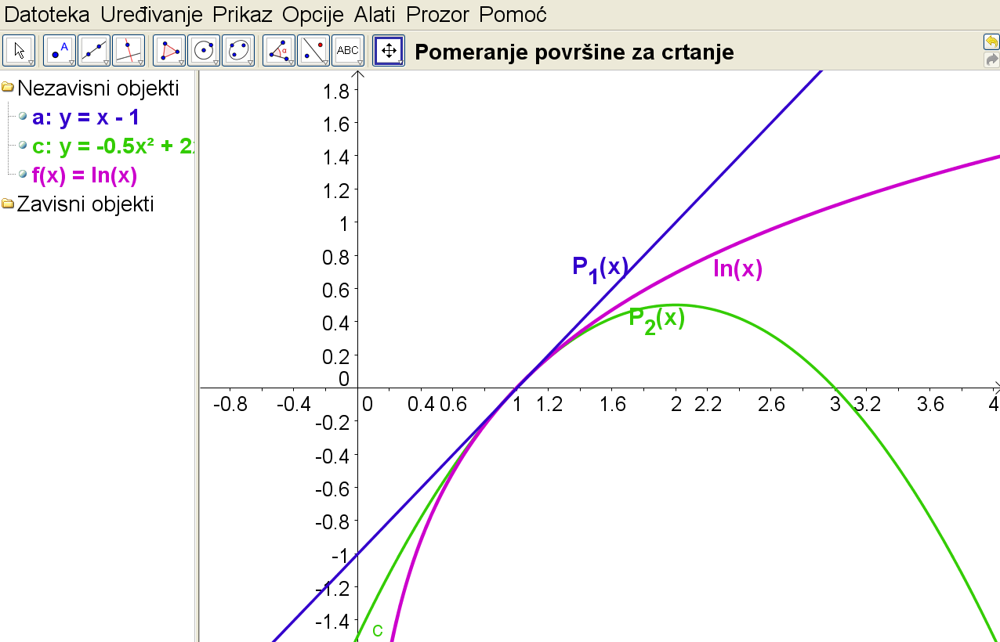 Datoteka Uređivanje Prikaz Opcije Alati Prozor Pomoć
A α ABC Pomeranje površine za crtanje
Nezavisni objekti
a: y = x - 1
c: y = -0.5x² + 2
f(x) = ln(x)
Zavisni objekti
1.8
1.6
1.4
1.2
1
0.8
0.6
0.4
0.2
0
P₁(x)
ln(x)
P₂(x)
-0.8 -0.4 0 0.4 0.6 1 1.2 1.6 2 2.2 2.6 3 3.2 3.6 4
-0.2
-0.4
-0.6
-0.8
-1
-1.2
-1.4
c